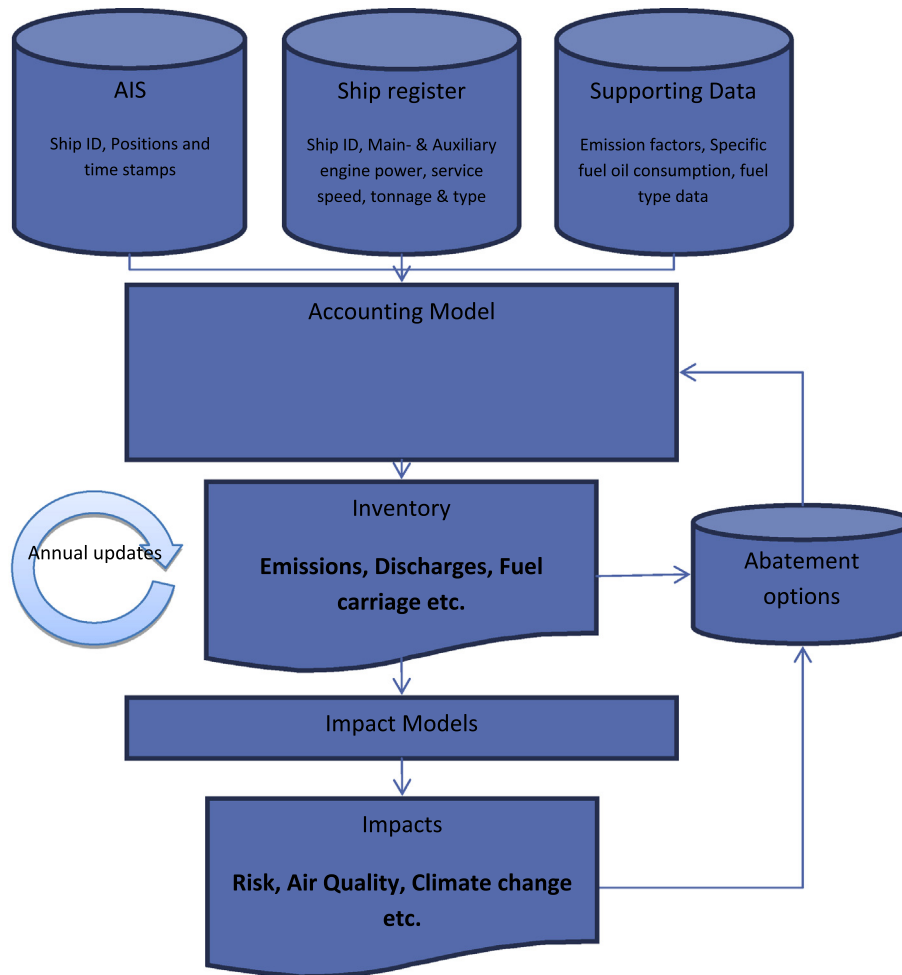 AIS
Ship ID, Positions and
time stamps
Ship register
Ship ID, Main- & Auxiliary
engine power, service
speed, tonnage & type
Supporting Data
Emission factors, Specific
fuel oil consumption, fuel
type data
Accounting Model
Inventory
Emissions, Discharges, Fuel
carriage etc.
Annual updates
Abatement
options
Impact Models
Impacts
Risk, Air Quality, Climate change
etc.